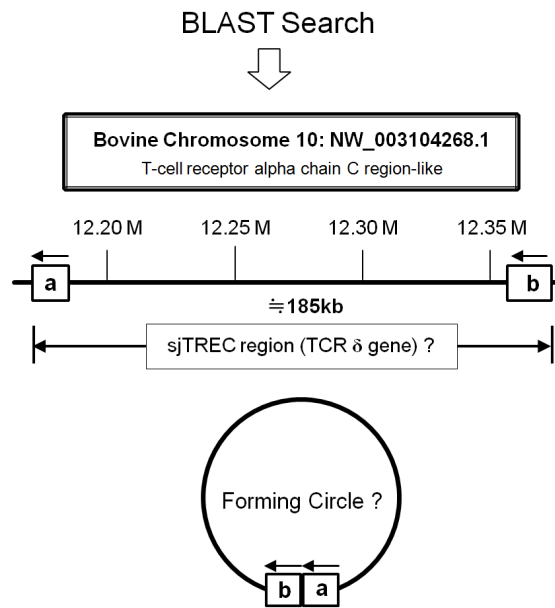 BLAST Search
Bovine Chromosome 10: NW_003104268.1
T-cell receptor alpha chain C region-like
12.20 M 12.25 M 12.30 M 12.35 M
a b
≒185kb
sjTREC region (TCR δ gene) ?
Forming Circle ?
b a